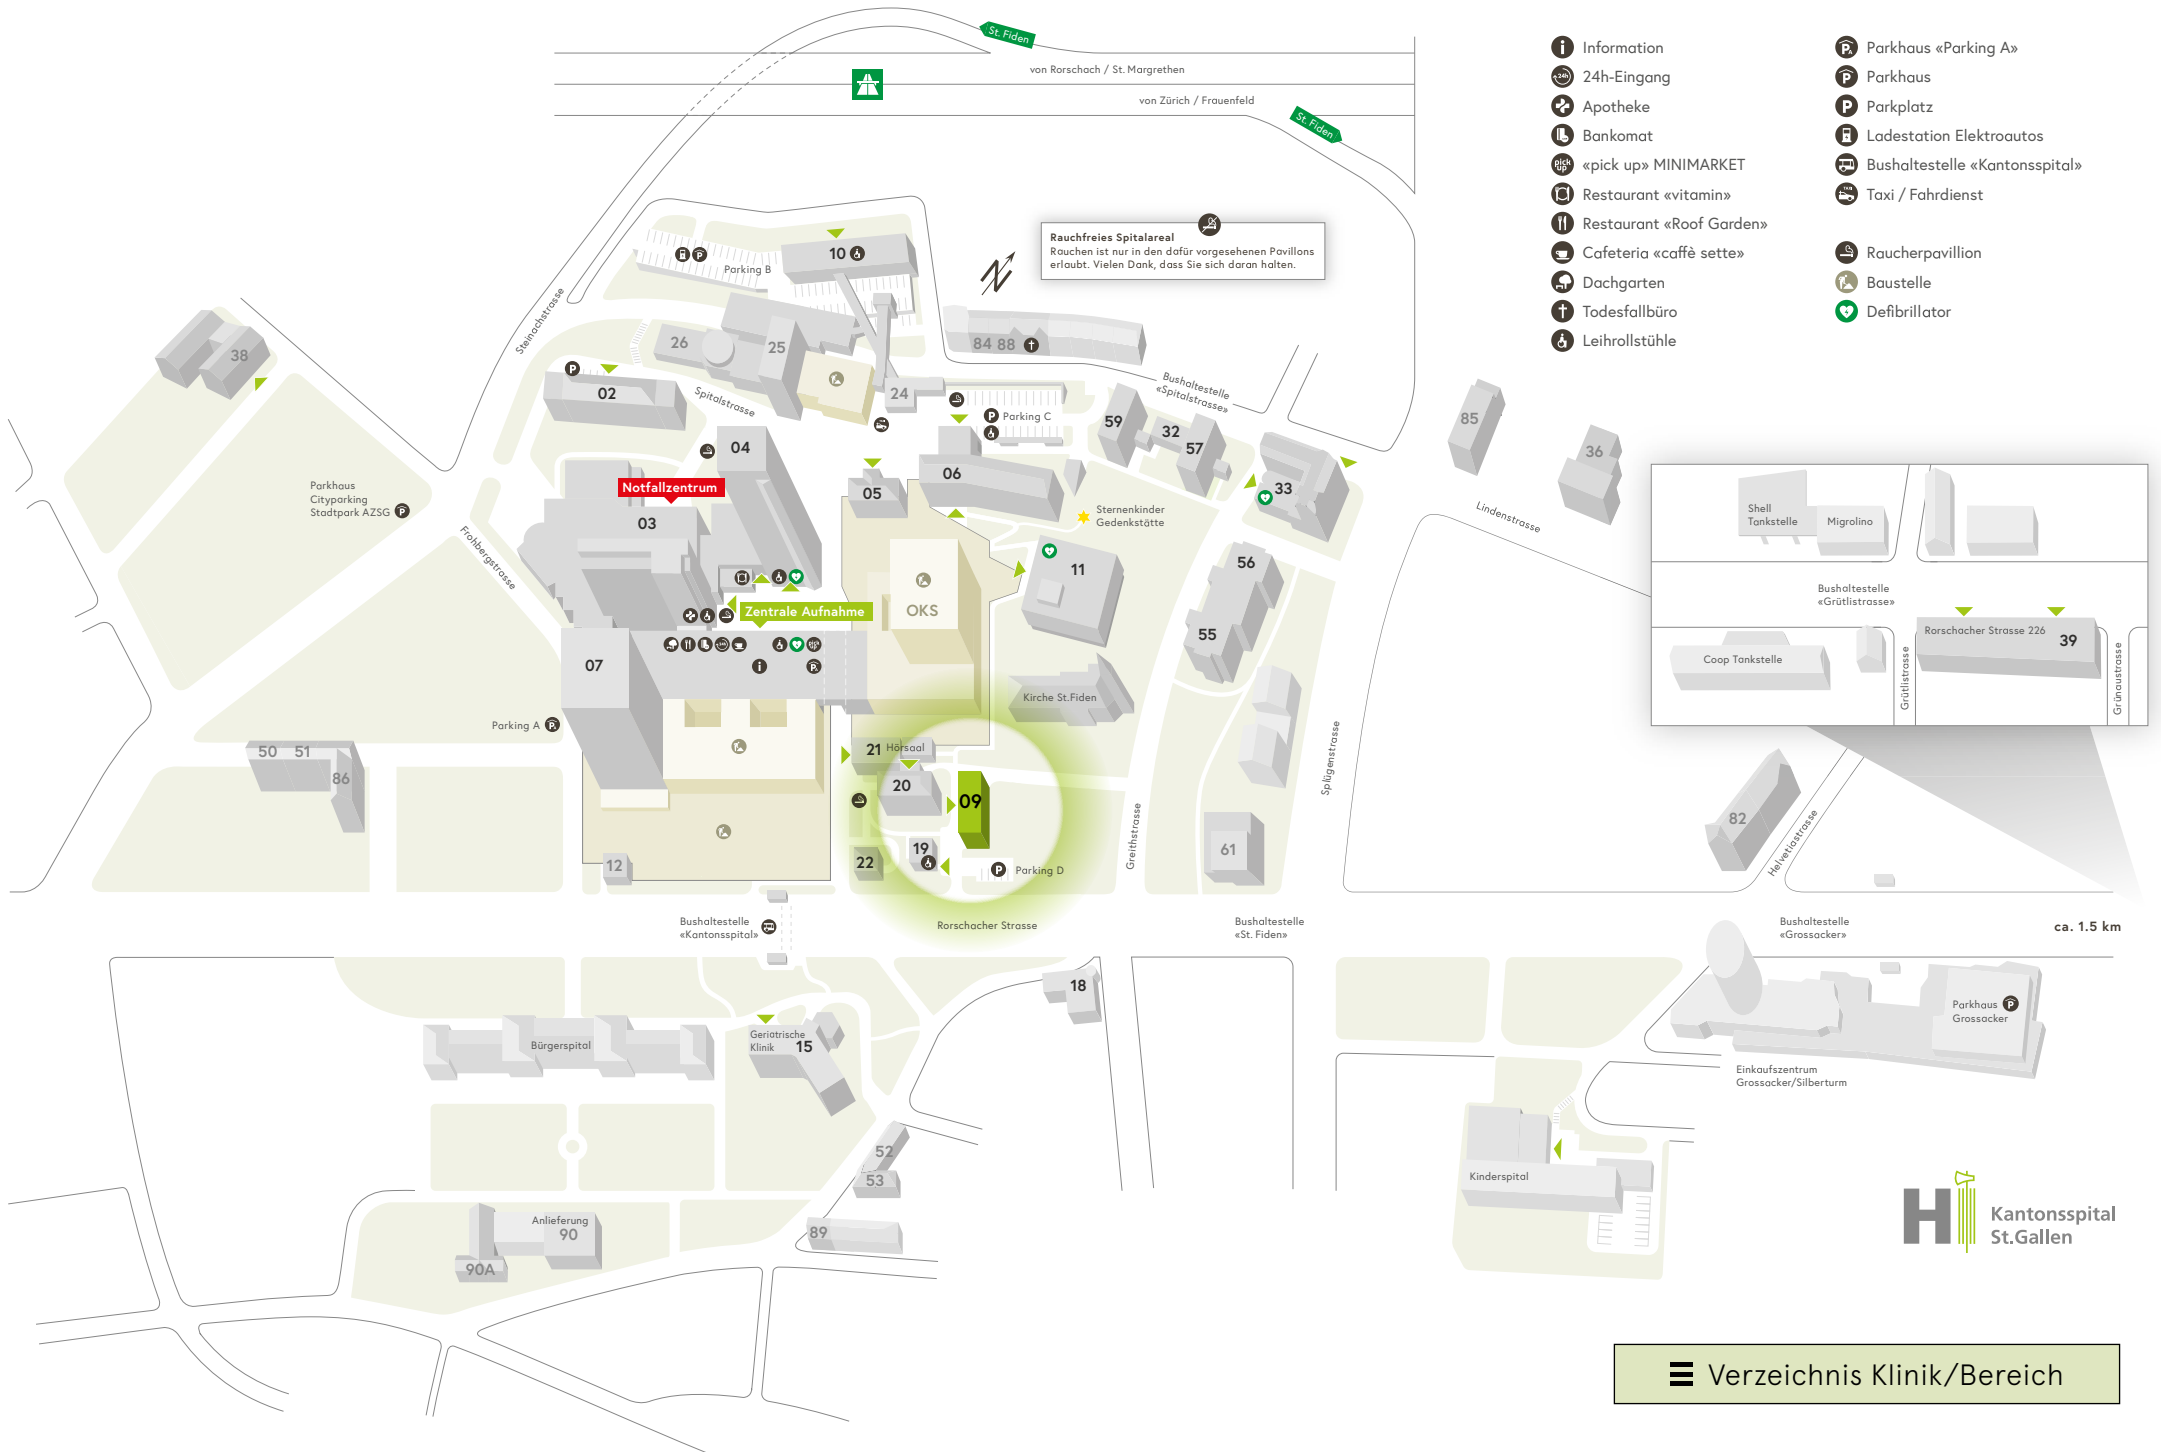 St. Fiden
von Rorschach / St. Margrethen
von Zürich / Frauenfeld
St. Fiden
Information
24h-Eingang
Apotheke
Bankomat
«pick up» MINIMARKET
Restaurant «vitamin»
Restaurant «Roof Garden»
Cafeteria «caffè sette»
Dachgarten
Todesfallbüro
Leihrollstühle
Parkhaus «Parking A»
Parkhaus
Parkplatz
Ladestation Elektroautos
Bushaltestelle «Kantonsspital»
Taxi / Fahrdienst
Raucherpavillion
Baustelle
Defibrillator
Rauchfreies Spitalareal
Rauchen ist nur in den dafür vorgesehenen Pavillons
erlaubt. Vielen Dank, dass Sie sich daran halten.
N
10
Parking B
Steinachstrasse
38
26
25
84 88
02
Spitalstrasse
24
Bushaltestelle
«Spitalstrasse»
Parking C
59
32
57
85
36
04
06
05
33
Notfallzentrum
03
Parkhaus
Cityparking
Stadtpark AZSG
Frohbergstrasse
Sternenkinder
Gedenkstätte
Lindenstrasse
11
56
55
OKS
Zentrale Aufnahme
07
Parking A
Kirche St.Fiden
Shell
Tankstelle
Migrolino
Bushaltestelle
«Grütlistrasse»
Rorschacher Strasse 226
39
Coop Tankstelle
Grütlistrasse
Grünaustrasse
50 51
86
21 Hörsaal
20
09
19
22
12
Parking D
Greithstrasse
Splügenstrasse
61
82
Helvetiastrasse
Bushaltestelle
«Kantonsspital»
Rorschacher Strasse
Bushaltestelle
«St. Fiden»
Bushaltestelle
«Grossacker»
ca. 1.5 km
18
Parkhaus
Grossacker
Einkaufszentrum
Grossacker/Silberturm
Bürgerspital
Geriatrische
Klinik 15
52
53
89
Anlieferung
90
90A
Kinderspital
Kantonsspital
St.Gallen
Verzeichnis Klinik/Bereich